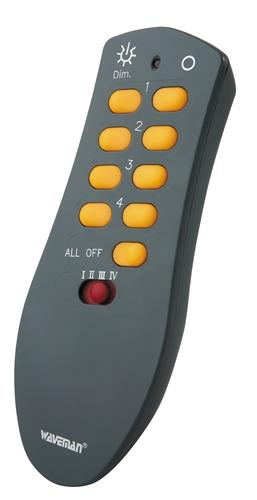 Dim.
1
2
3
4
ALL OFF
I II III IV
WAVEMAN®